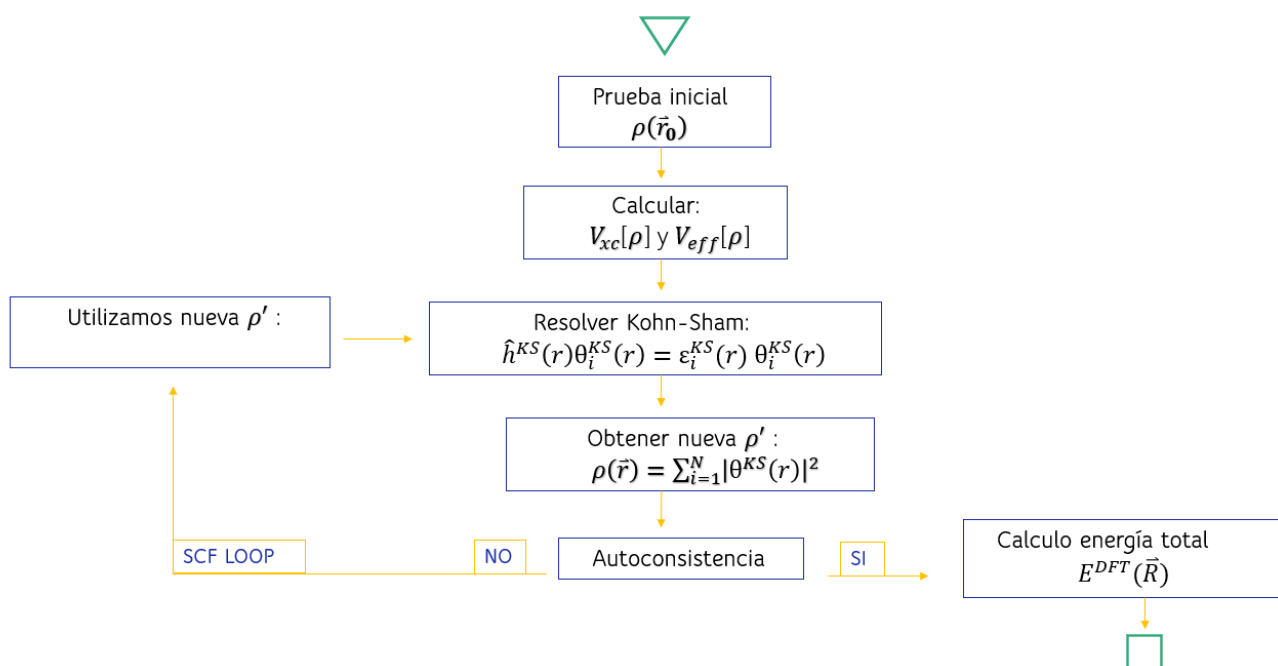 Prueba inicial
𝜌(r⃗₀)
Calcular:
V_xc[𝜌] y V_eff[𝜌]
Utilizamos nueva 𝜌′ :
Resolver Kohn-Sham:
ĥ^KS(r)θ_i^KS(r) = ε_i^KS(r) θ_i^KS(r)
Obtener nueva 𝜌′ :
𝜌(r⃗) = ∑_{i=1}^N|θ^KS(r)|²
SCF LOOP
NO
Autoconsistencia
SI
Calculo energía total
E^DFT(R⃗)